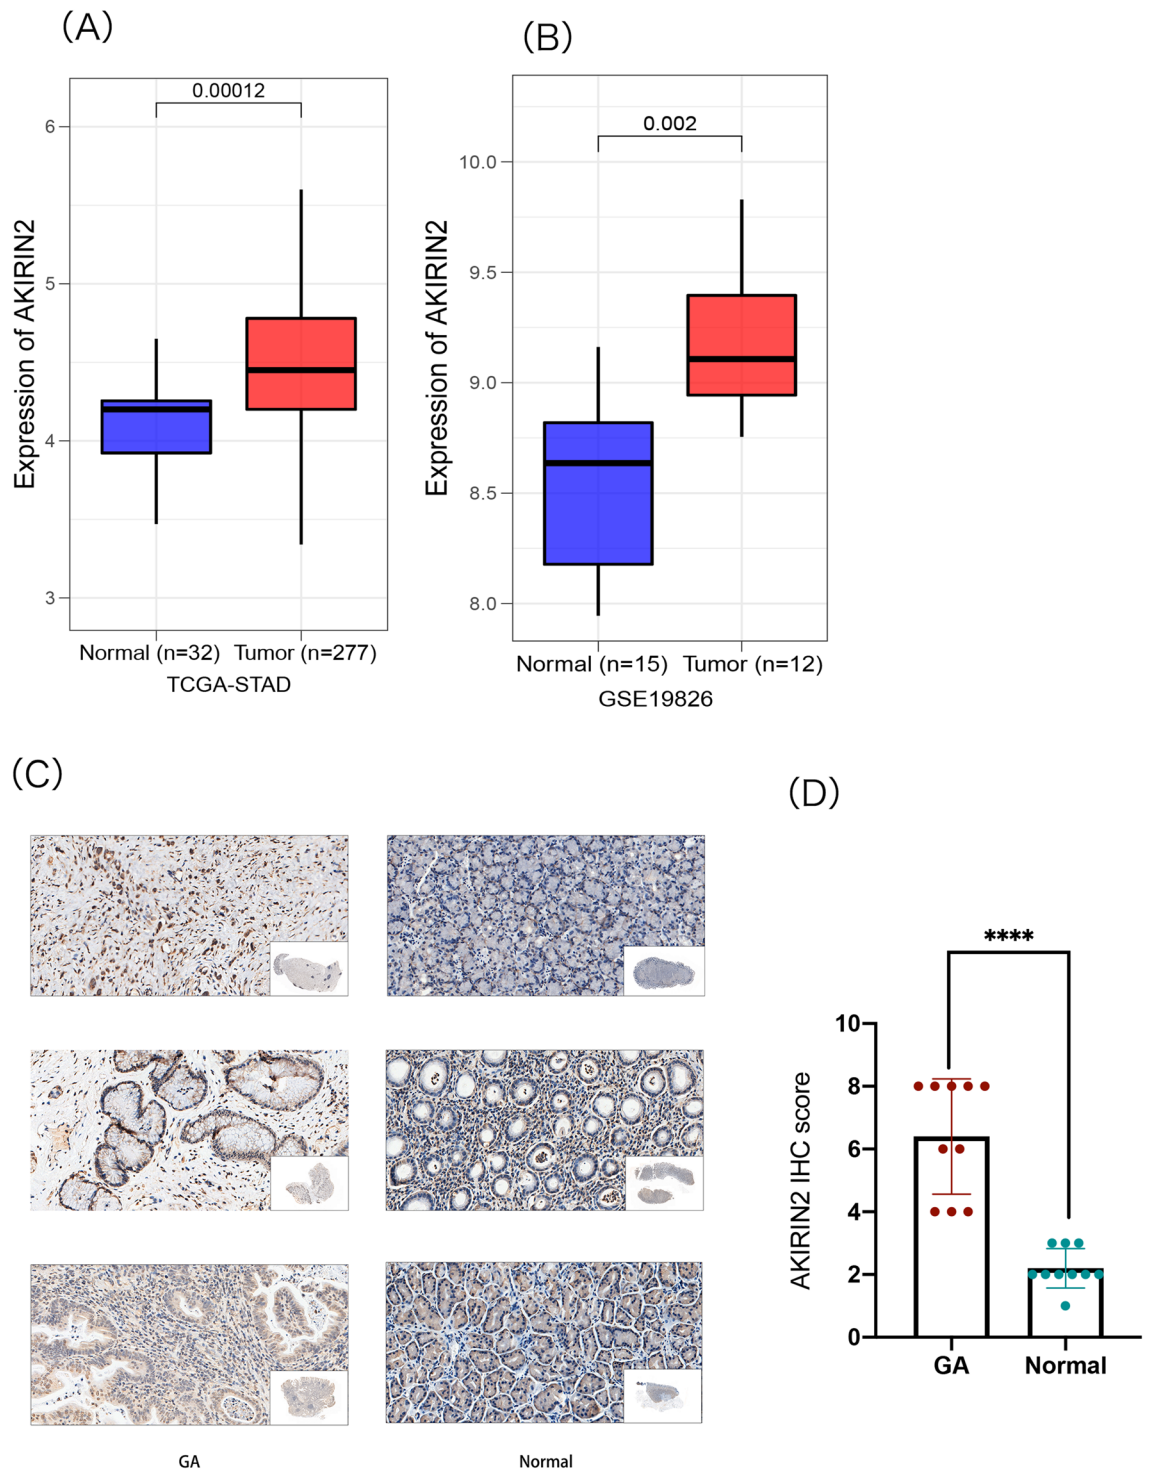 (A)
0.00012
6
5
4
3
Expression of AKIRIN2
Normal (n=32) Tumor (n=277)
TCGA-STAD
(B)
0.002
10.0
9.5
9.0
8.5
8.0
Expression of AKIRIN2
Normal (n=15) Tumor (n=12)
GSE19826
(C)
GA
Normal
(D)
****
10
8
6
4
2
0
AKIRIN2 IHC score
GA
Normal